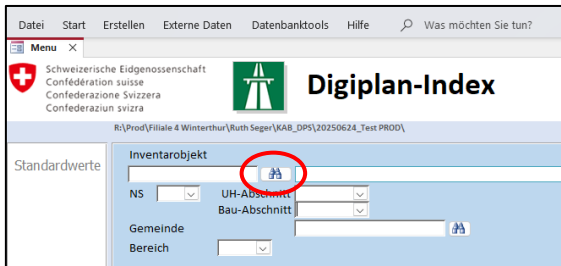 Datei Start Erstellen Externe Daten Datenbanktools Hilfe Was möchten Sie tun?
Menu X
Schweizerische Eidgenossenschaft
Confédération suisse
Confederazione Svizzera
Confederaziun svizra
Digiplan-Index
R:\Prod\Filiale 4 Winterthur\Ruth Seger\KAB_DPS\20250624_Test PROD\
Standardwerte
Inventarobjekt
NS UH-Abschnitt
Bau-Abschnitt
Gemeinde
Bereich